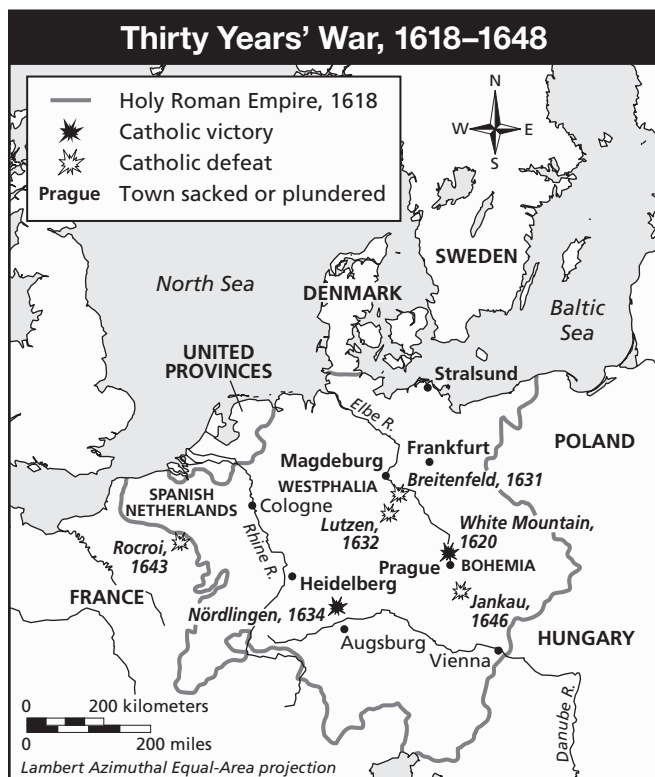 Thirty Years' War, 1618–1648
Holy Roman Empire, 1618
Catholic victory
Catholic defeat
Prague Town sacked or plundered
N
W E
S
SWEDEN
North Sea
DENMARK
Baltic
Sea
UNITED
PROVINCES
Stralsund
Elbe R.
Frankfurt
POLAND
Magdeburg
Breitenfeld, 1631
WESTPHALIA
SPANISH
NETHERLANDS
Cologne
Lutzen,
1632
White Mountain,
1620
Rocroi,
1643
Rhine R.
Prague
BOHEMIA
Heidelberg
FRANCE
Jankau,
1646
Nördlingen, 1634
HUNGARY
Augsburg
Vienna
Danube R.
0 200 kilometers
0 200 miles
Lambert Azimuthal Equal-Area projection